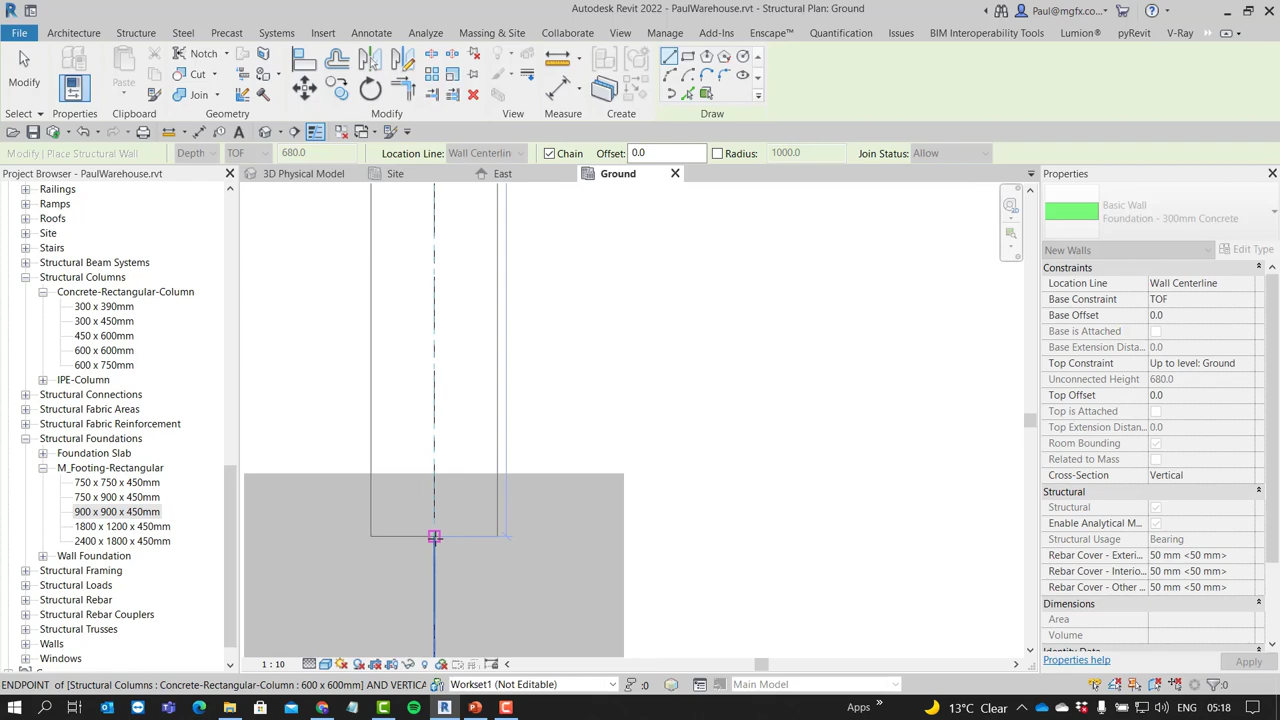 Autodesk Revit 2022 - PaulWarehouse.rvt - Structural Plan: Ground
Paul@mgfx.co...
File Architecture Structure Steel Precast Systems Insert Annotate Analyze Massing & Site Collaborate View Manage Add-Ins Enscape™ Quantification Issues BIM Interoperability Tools Lumion® pyRevit V-Ray
Modify
Paste
Notch
Cut
Join
Select Properties Clipboard Geometry Modify View Measure Create Draw
Modify | Place Structural Wall Depth TOF 680.0 Location Line: Wall Centerlin Chain Offset: 0.0 Radius: 1000.0 Join Status: Allow
Project Browser - PaulWarehouse.rvt
3D Physical Model Site East Ground
Properties
Railings
Ramps
Roofs
Site
Stairs
Structural Beam Systems
Structural Columns
Concrete-Rectangular-Column
300 x 390mm
300 x 450mm
450 x 600mm
600 x 600mm
600 x 750mm
IPE-Column
Structural Connections
Structural Fabric Areas
Structural Fabric Reinforcement
Structural Foundations
Foundation Slab
M_Footing-Rectangular
750 x 750 x 450mm
750 x 900 x 450mm
900 x 900 x 450mm
1800 x 1200 x 450mm
2400 x 1800 x 450mm
Wall Foundation
Structural Framing
Structural Loads
Structural Rebar
Structural Rebar Couplers
Structural Trusses
Walls
Windows
Basic Wall
Foundation - 300mm Concrete
New Walls Edit Type
Constraints
Location Line Wall Centerline
Base Constraint TOF
Base Offset 0.0
Base is Attached
Base Extension Dista... 0.0
Top Constraint Up to level: Ground
Unconnected Height 680.0
Top Offset 0.0
Top is Attached
Top Extension Distan... 0.0
Room Bounding
Related to Mass
Cross-Section Vertical
Structural
Structural
Enable Analytical M...
Structural Usage Bearing
Rebar Cover - Exteri... 50 mm <50 mm>
Rebar Cover - Interio... 50 mm <50 mm>
Rebar Cover - Other ... 50 mm <50 mm>
Dimensions
Area
Volume
Properties help Apply
1 : 10
ENDPOINT of [Structural Columns : Concrete-Rectangular-Column : 600 x 600mm] AND VERTICA Workset1 (Not Editable) :0 Main Model :0
Apps 13°C Clear ENG 05:18